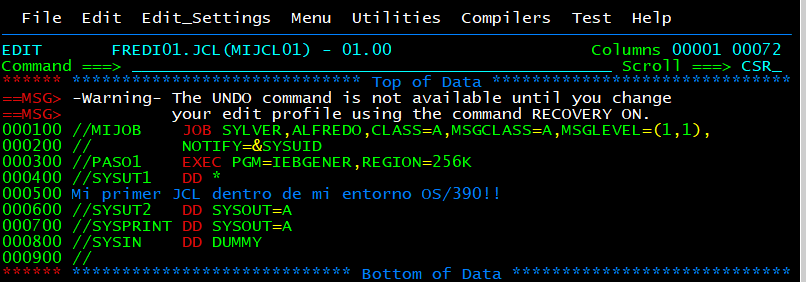 File  Edit  Edit_Settings  Menu  Utilities  Compilers  Test  Help
EDIT       FREDI01.JCL(MIJCL01) - 01.00                    Columns 00001 00072
Command ===>                                                  Scroll ===> CSR_
****** **************************** Top of Data *****************************
==MSG> -Warning- The UNDO command is not available until you change
==MSG>           your edit profile using the command RECOVERY ON.
000100 //MIJOB    JOB SYLVER,ALFREDO,CLASS=A,MSGCLASS=A,MSGLEVEL=(1,1),
000200 //         NOTIFY=&SYSUID
000300 //PASO1    EXEC PGM=IEBGENER,REGION=256K
000400 //SYSUT1   DD *
000500 Mi primer JCL dentro de mi entorno OS/390!!
000600 //SYSUT2   DD SYSOUT=A
000700 //SYSPRINT DD SYSOUT=A
000800 //SYSIN    DD DUMMY
000900 //
****** *************************** Bottom of Data ***************************